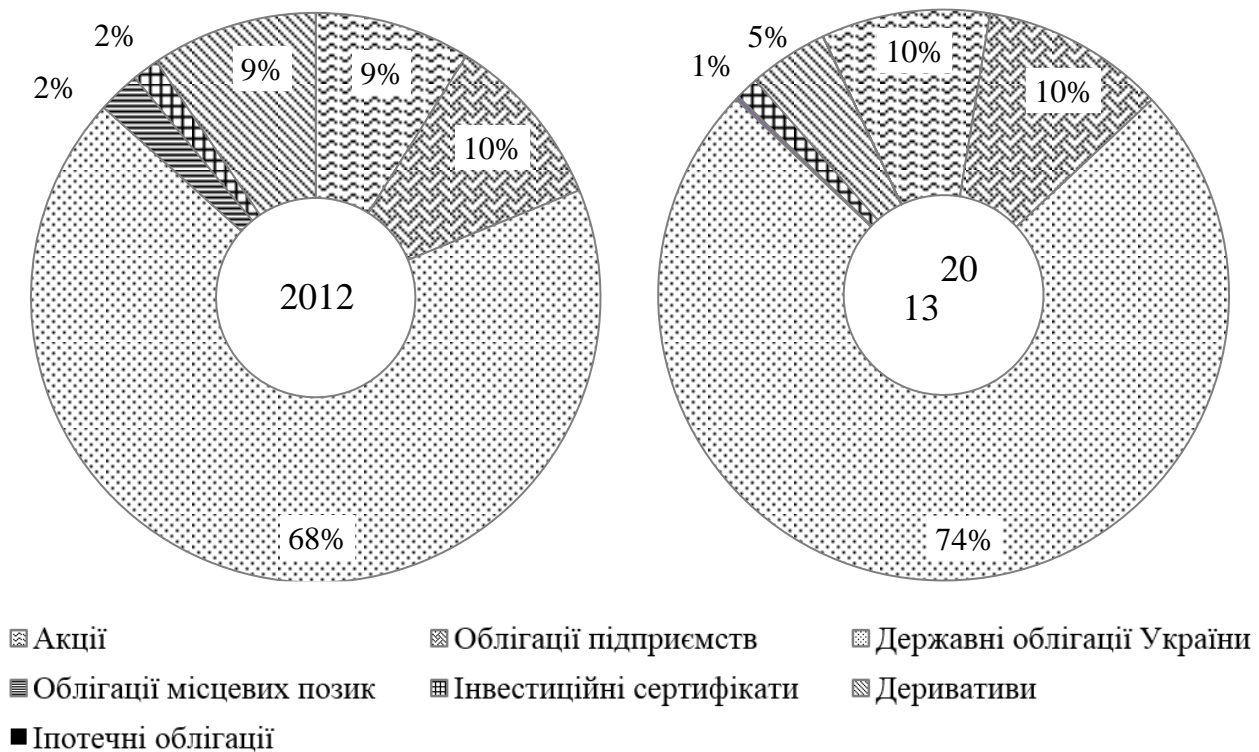 2%
2%
9%
9%
10%
68%
2012
1%
5%
10%
10%
74%
20
13
Акції
Облігації підприємств
Державні облігації України
Облігації місцевих позик
Інвестиційні сертифікати
Деривативи
Іпотечні облігації